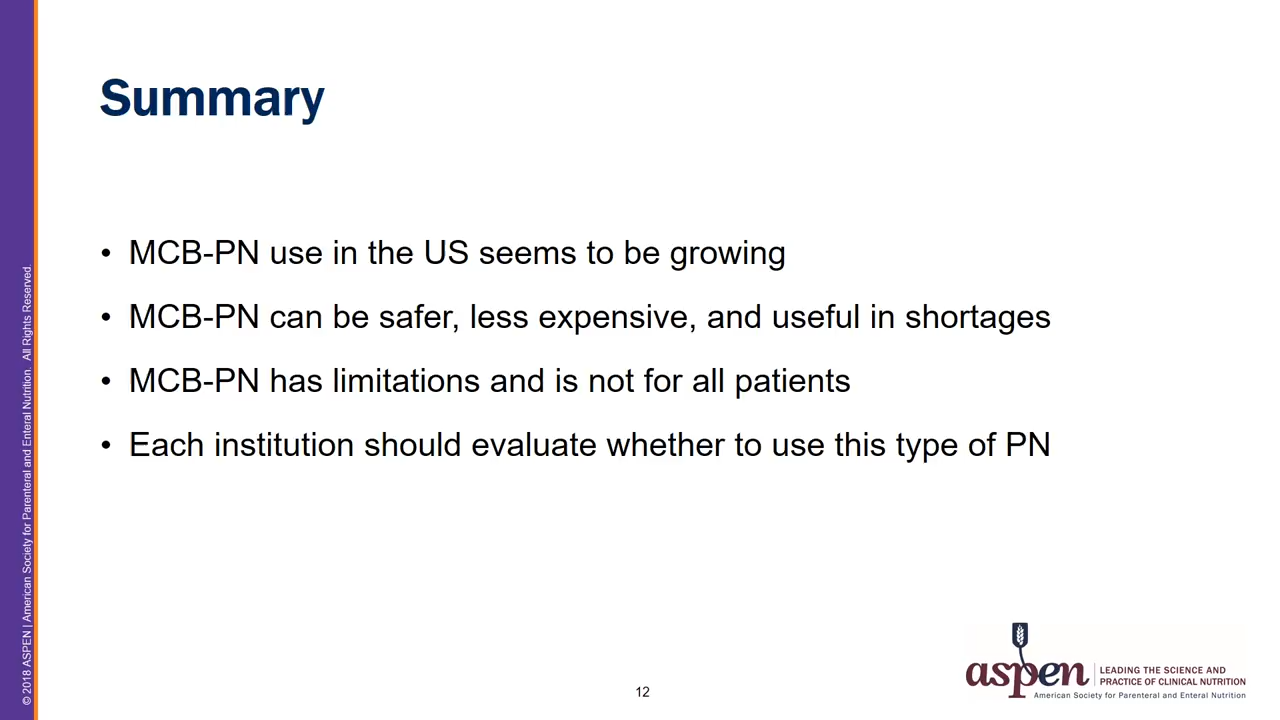 Summary
• MCB-PN use in the US seems to be growing
• MCB-PN can be safer, less expensive, and useful in shortages
• MCB-PN has limitations and is not for all patients
• Each institution should evaluate whether to use this type of PN
© 2018 ASPEN | American Society for Parenteral and Enteral Nutrition. All Rights Reserved.
12
aspen
LEADING THE SCIENCE AND
PRACTICE OF CLINICAL NUTRITION
American Society for Parenteral and Enteral Nutrition